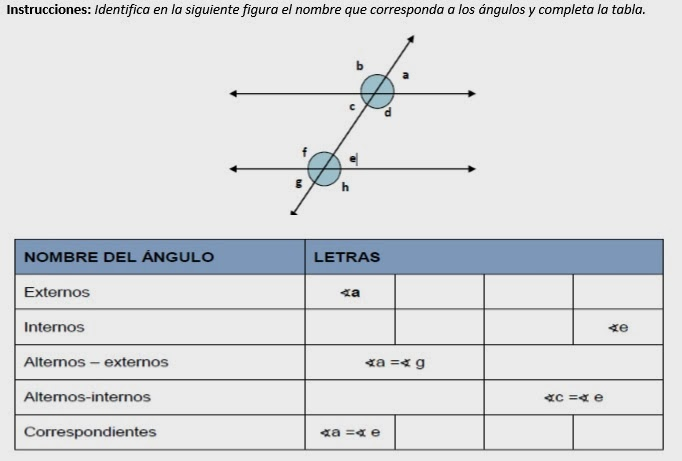 Instrucciones: Identifica en la siguiente figura el nombre que corresponda a los ángulos y completa la tabla.
b
a
c
d
f
e
g
h
NOMBRE DEL ÁNGULO LETRAS
Externos ∢a
Internos ∢e
Alternos – externos ∢a =∢ g
Alternos-internos ∢c =∢ e
Correspondientes ∢a =∢ e